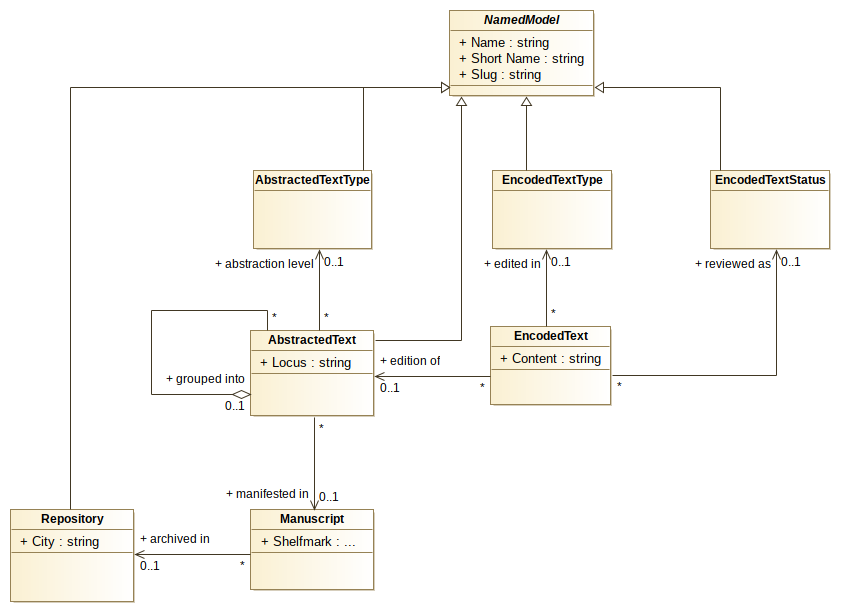 NamedModel
+ Name : string
+ Short Name : string
+ Slug : string
AbstractedTextType
EncodedTextType
EncodedTextStatus
+ abstraction level
0..1
+ edited in
0..1
+ reviewed as
0..1
*
*
*
AbstractedText
+ Locus : string
EncodedText
+ Content : string
+ edition of
+ grouped into
0..1
0..1
*
*
*
+ manifested in
0..1
Repository
+ City : string
Manuscript
+ Shelfmark : ...
+ archived in
0..1
*